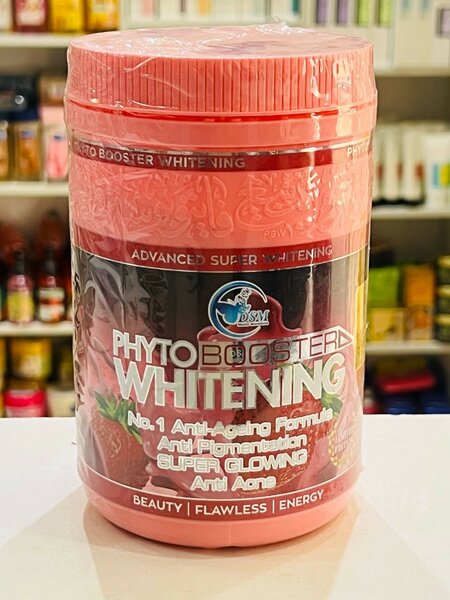 PHYTO BOOSTER WHITENING
PBW
ADVANCED SUPER WHITENING
DSM
PHYTO BOOSTER
WHITENING
No. 1 Anti-Ageing Formula
Anti Pigmentation
SUPER GLOWING
Anti Acne
BEAUTY | FLAWLESS | ENERGY